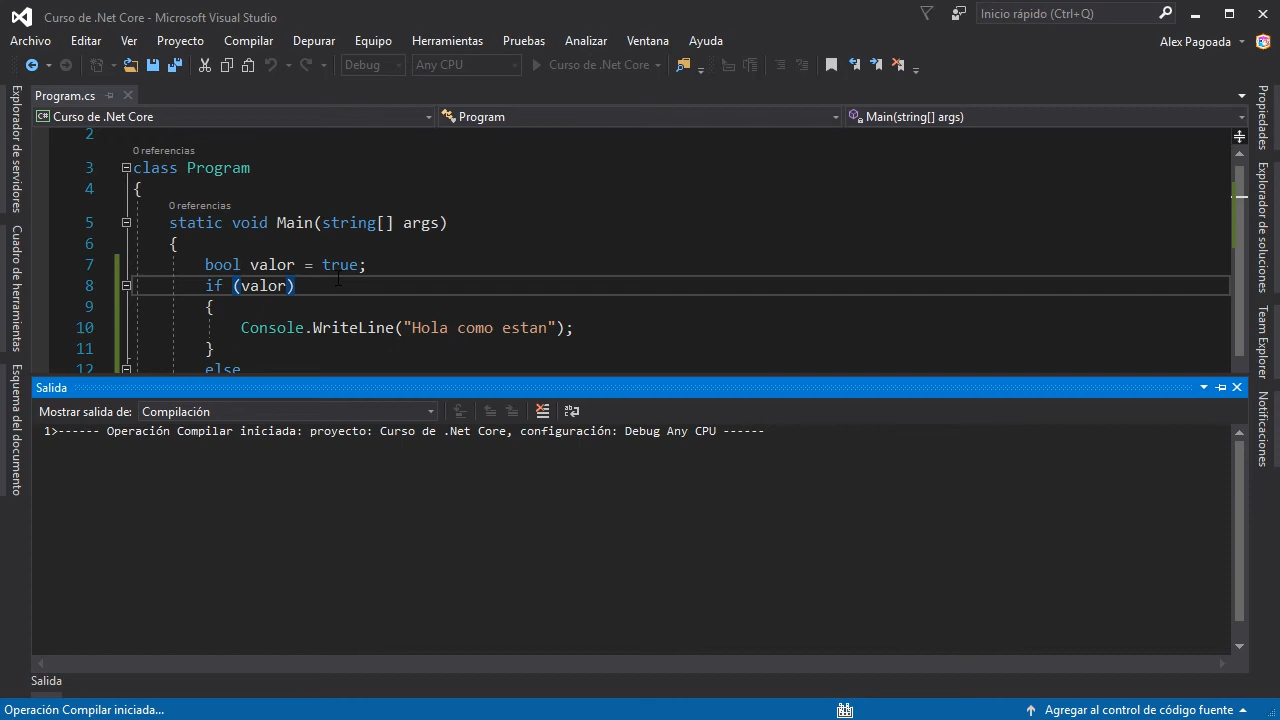 Curso de .Net Core - Microsoft Visual Studio
Inicio rápido (Ctrl+Q)
Archivo Editar Ver Proyecto Compilar Depurar Equipo Herramientas Pruebas Analizar Ventana Ayuda
Alex Pagoada
Debug Any CPU Curso de .Net Core
Program.cs
C# Curso de .Net Core Program Main(string[] args)
2
0 referencias
3 class Program
4 {
0 referencias
5 static void Main(string[] args)
6 {
7 bool valor = true;
8 if (valor)
9 {
10 Console.WriteLine("Hola como estan");
11 }
12 else
Salida
Mostrar salida de: Compilación
1>------ Operación Compilar iniciada: proyecto: Curso de .Net Core, configuración: Debug Any CPU ------
Salida
Operación Compilar iniciada...
Agregar al control de código fuente
Explorador de servidores
Cuadro de herramientas
Esquema del documento
Propiedades
Explorador de soluciones
Team Explorer
Notificaciones